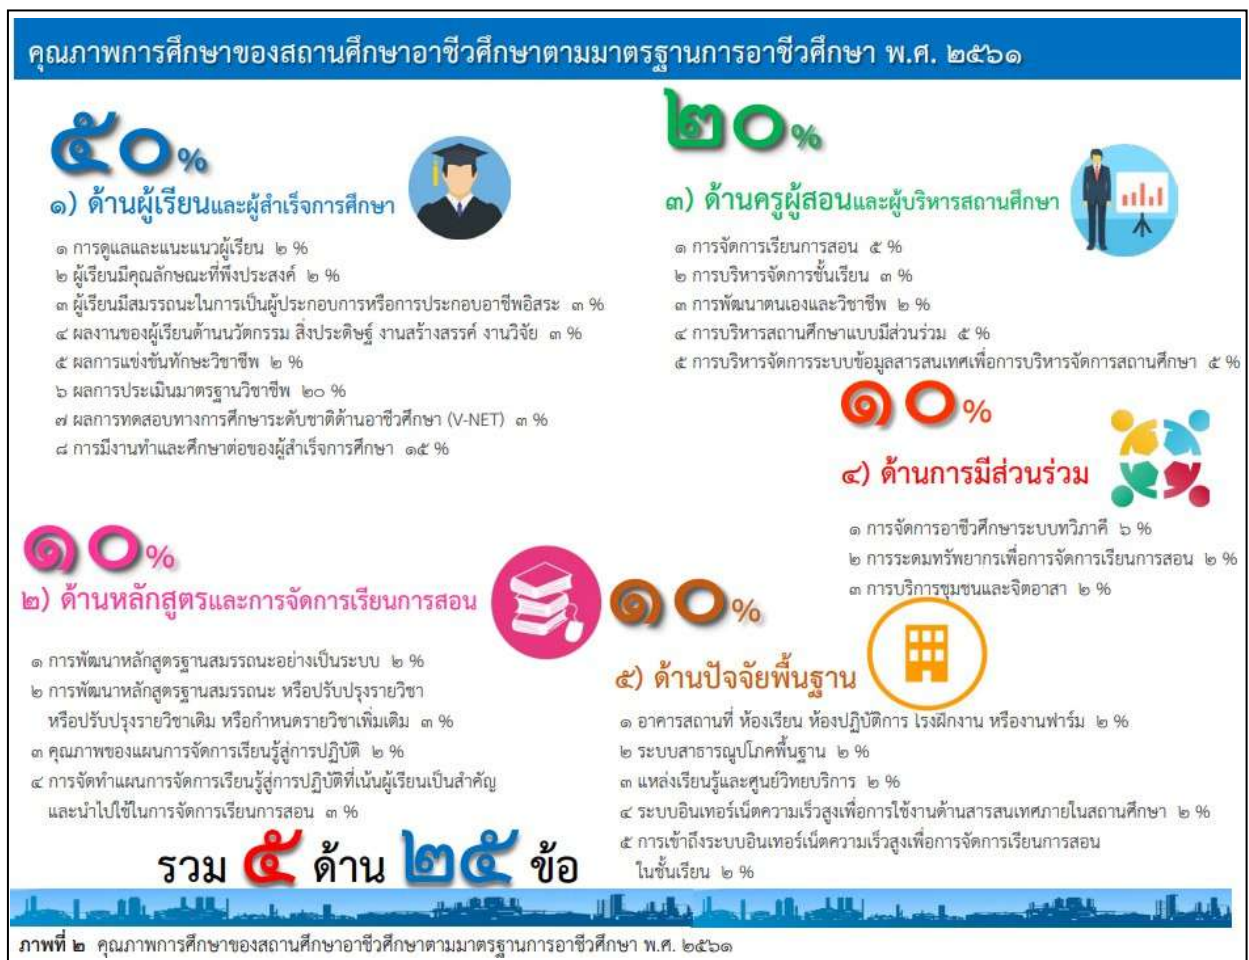 คุณภาพการศึกษาของสถานศึกษาอาชีวศึกษาตามมาตรฐานการอาชีวศึกษา พ.ศ. ๒๕๖๑
๕๐%
๑) ด้านผู้เรียนและผู้สำเร็จการศึกษา
๑ การดูแลและแนะแนวผู้เรียน ๒ %
๒ ผู้เรียนมีคุณลักษณะที่พึงประสงค์ ๒ %
๓ ผู้เรียนมีสมรรถนะในการเป็นผู้ประกอบการหรือการประกอบอาชีพอิสระ ๓ %
๔ ผลงานของผู้เรียนด้านนวัตกรรม สิ่งประดิษฐ์ งานสร้างสรรค์ งานวิจัย ๓ %
๕ ผลการแข่งขันทักษะวิชาชีพ ๒ %
๖ ผลการประเมินมาตรฐานวิชาชีพ ๒๐ %
๗ ผลการทดสอบทางการศึกษาระดับชาติด้านอาชีวศึกษา (V-NET) ๓ %
๘ การมีงานทำและศึกษาต่อของผู้สำเร็จการศึกษา ๑๕ %
๑๐%
๒) ด้านหลักสูตรและการจัดการเรียนการสอน
๑ การพัฒนาหลักสูตรฐานสมรรถนะอย่างเป็นระบบ ๒ %
๒ การพัฒนาหลักสูตรฐานสมรรถนะ หรือปรับปรุงรายวิชา
หรือปรับปรุงรายวิชาเดิม หรือกำหนดรายวิชาเพิ่มเติม ๓ %
๓ คุณภาพของแผนการจัดการเรียนรู้สู่การปฏิบัติ ๒ %
๔ การจัดทำแผนการจัดการเรียนรู้สู่การปฏิบัติที่เน้นผู้เรียนเป็นสำคัญ
และนำไปใช้ในการจัดการเรียนการสอน ๓ %
๒๐%
๓) ด้านครูผู้สอนและผู้บริหารสถานศึกษา
๑ การจัดการเรียนการสอน ๕ %
๒ การบริหารจัดการชั้นเรียน ๓ %
๓ การพัฒนาตนเองและวิชาชีพ ๒ %
๔ การบริหารสถานศึกษาแบบมีส่วนร่วม ๕ %
๕ การบริหารจัดการระบบข้อมูลสารสนเทศเพื่อการบริหารจัดการสถานศึกษา ๕ %
๑๐%
๔) ด้านการมีส่วนร่วม
๑ การจัดการอาชีวศึกษาระบบทวิภาคี ๖ %
๒ การระดมทรัพยากรเพื่อการจัดการเรียนการสอน ๒ %
๓ การบริการชุมชนและจิตอาสา ๒ %
๑๐%
๕) ด้านปัจจัยพื้นฐาน
๑ อาคารสถานที่ ห้องเรียน ห้องปฏิบัติการ โรงฝึกงาน หรืองานฟาร์ม ๒ %
๒ ระบบสาธารณูปโภคพื้นฐาน ๒ %
๓ แหล่งเรียนรู้และศูนย์วิทยบริการ ๒ %
๔ ระบบอินเทอร์เน็ตความเร็วสูงเพื่อการใช้งานด้านสารสนเทศภายในสถานศึกษา ๒ %
๕ การเข้าถึงระบบอินเทอร์เน็ตความเร็วสูงเพื่อการจัดการเรียนการสอน
ในชั้นเรียน ๒ %
รวม ๕ ด้าน ๒๕ ข้อ
ภาพที่ ๒ คุณภาพการศึกษาของสถานศึกษาอาชีวศึกษาตามมาตรฐานการอาชีวศึกษา พ.ศ. ๒๕๖๑